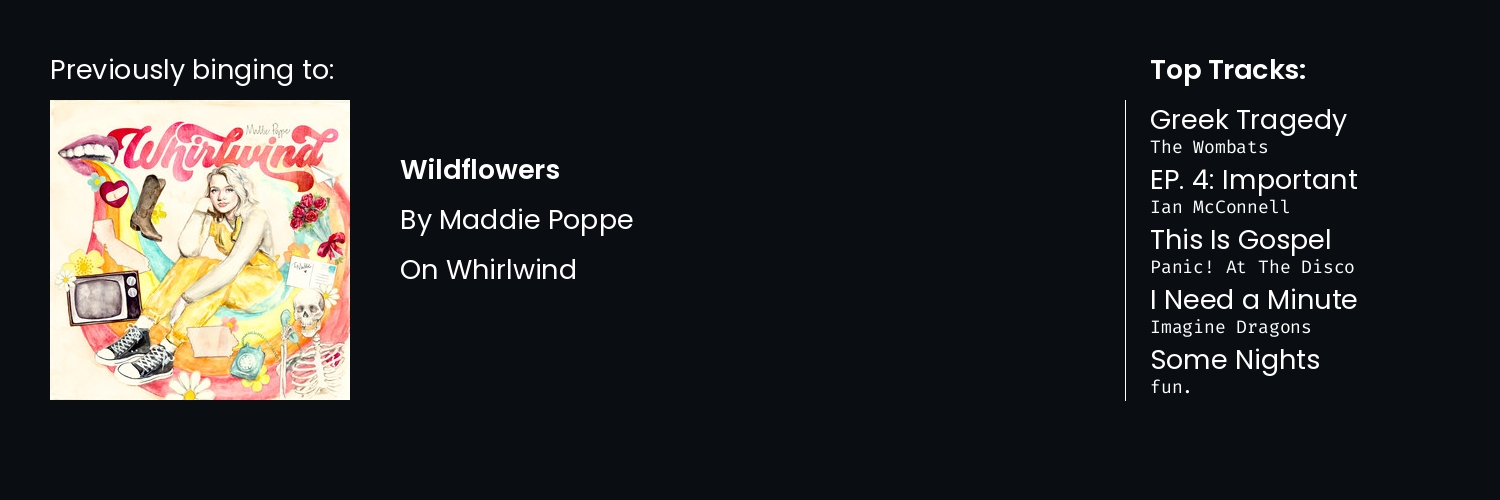 Previously binging to:
Maddie Poppe
Whirlwind
Wildflowers
By Maddie Poppe
On Whirlwind
Top Tracks:
Greek Tragedy
The Wombats
EP. 4: Important
Ian McConnell
This Is Gospel
Panic! At The Disco
I Need a Minute
Imagine Dragons
Some Nights
fun.